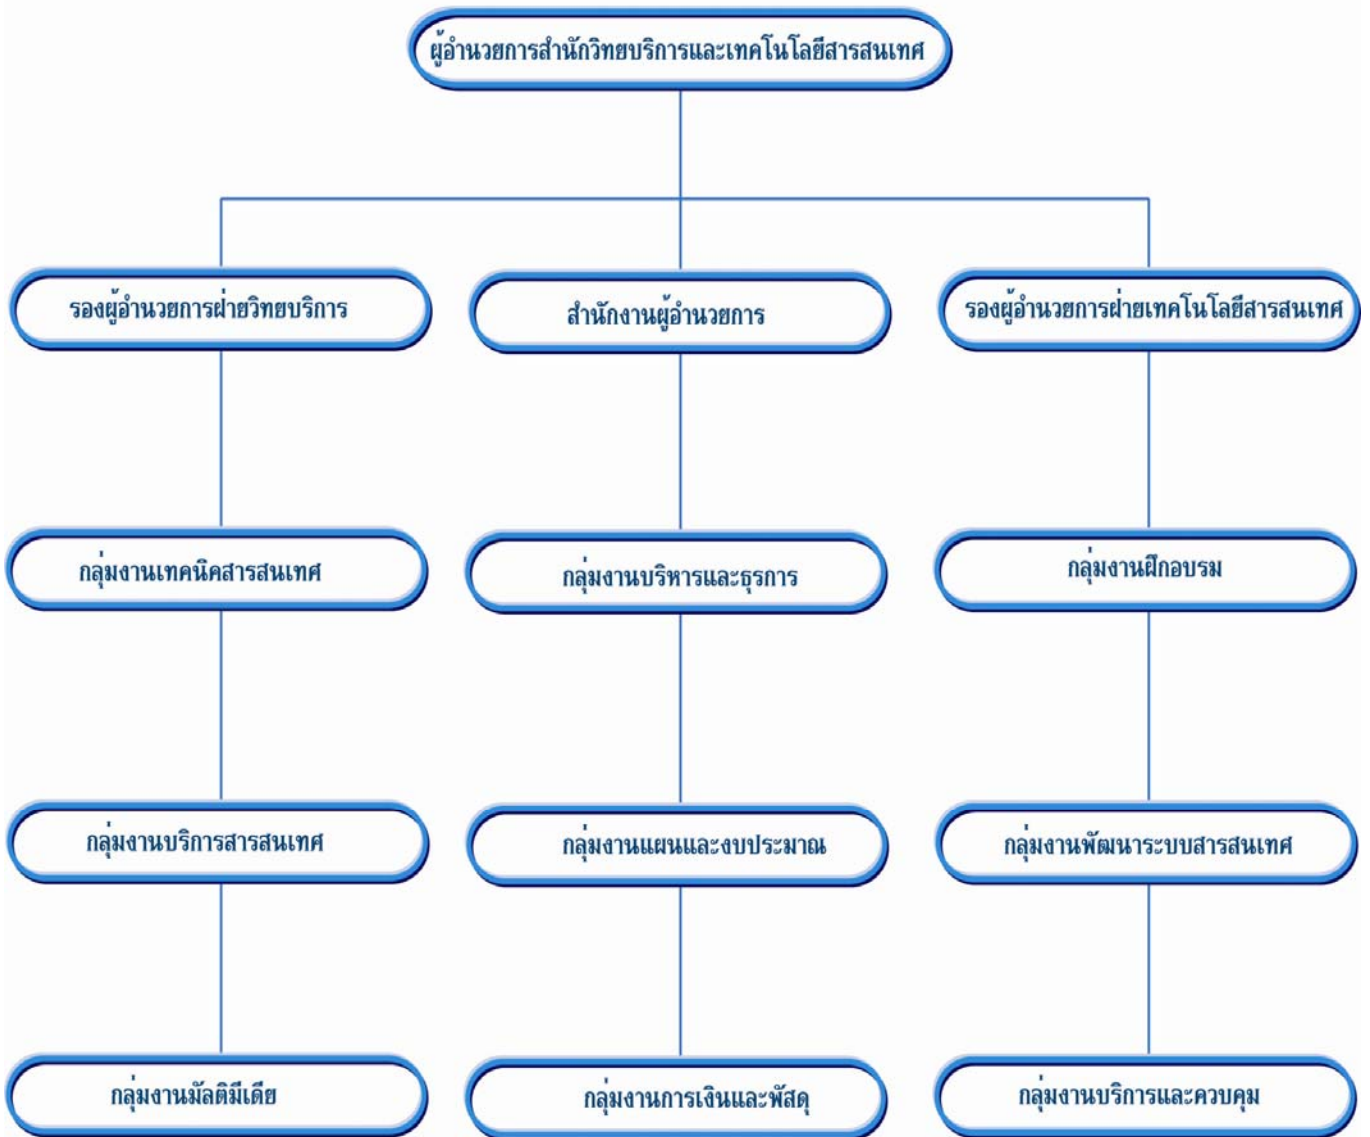 ผู้อำนวยการสำนักวิทยบริการและเทคโนโลยีสารสนเทศ
รองผู้อำนวยการฝ่ายวิทยบริการ
สำนักงานผู้อำนวยการ
รองผู้อำนวยการฝ่ายเทคโนโลยีสารสนเทศ
กลุ่มงานเทคนิคสารสนเทศ
กลุ่มงานบริหารและธุรการ
กลุ่มงานฝึกอบรม
กลุ่มงานบริการสารสนเทศ
กลุ่มงานแผนและงบประมาณ
กลุ่มงานพัฒนาระบบสารสนเทศ
กลุ่มงานมัลติมีเดีย
กลุ่มงานการเงินและพัสดุ
กลุ่มงานบริการและควบคุม